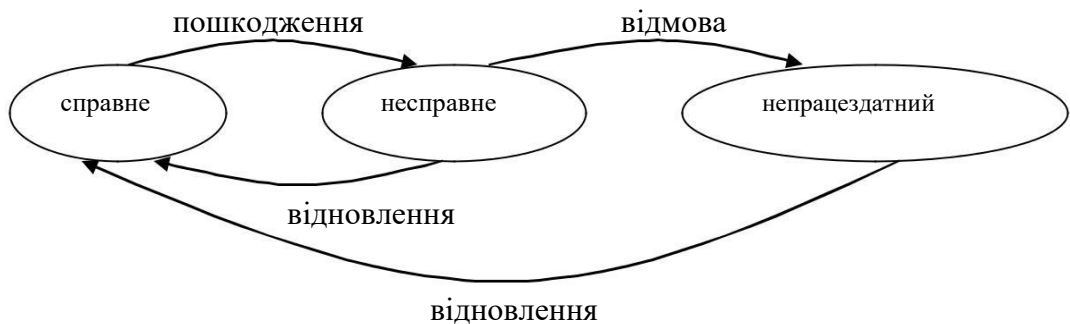 пошкодження
відмова
справне
несправне
непрацездатний
відновлення
відновлення